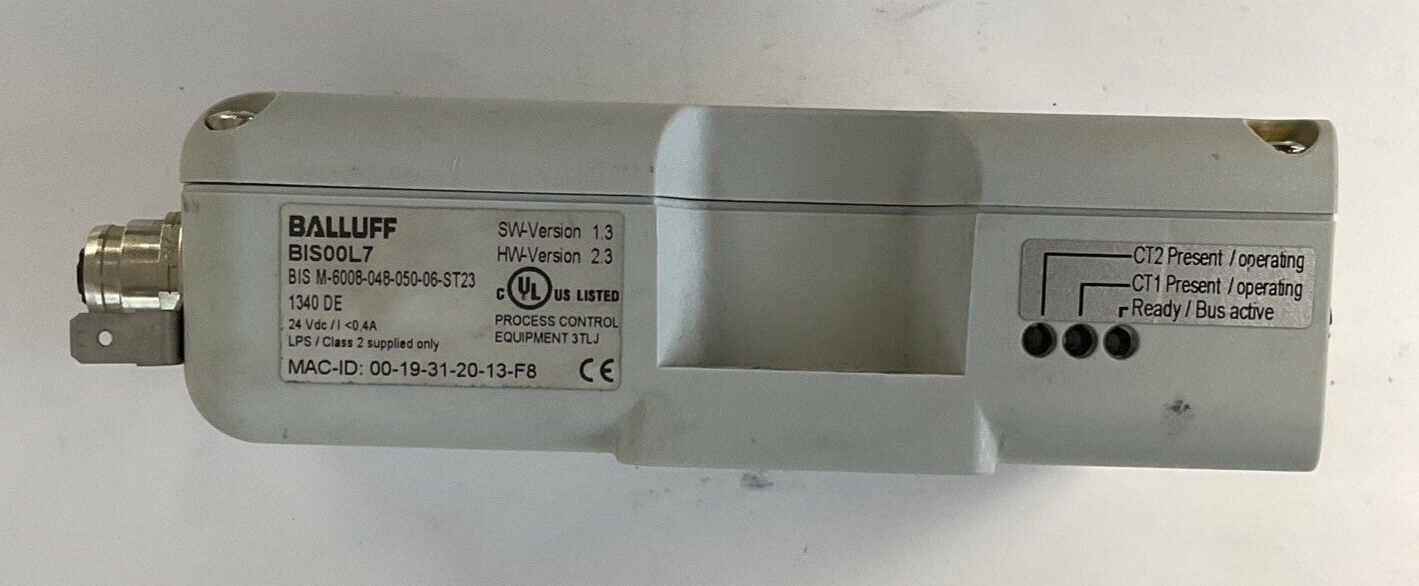 BALLUFF
BIS00L7
BIS M-6008-048-050-06-ST23
1340 DE
24 Vdc / I <0,4A
LPS / Class 2 supplied only
MAC-ID: 00-19-31-20-13-F8
SW-Version 1.3
HW-Version 2.3
C UL US LISTED
PROCESS CONTROL
EQUIPMENT 3TLJ
CE
CT2 Present / operating
CT1 Present / operating
Ready / Bus active